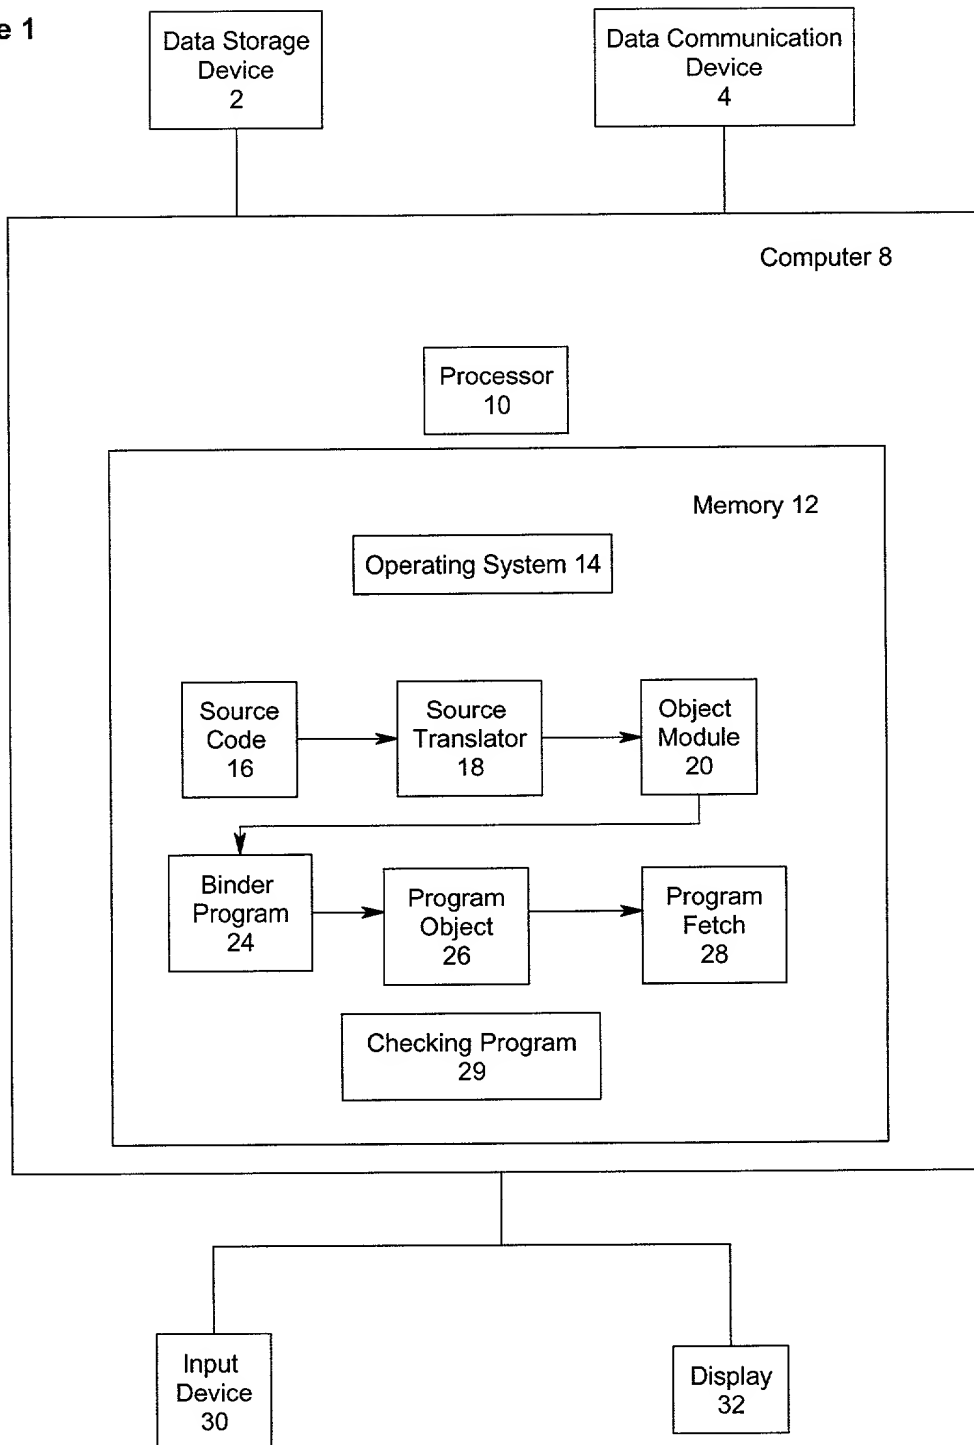 e 1
Data Storage
Device
2
Data Communication
Device
4
Computer 8
Processor
10
Memory 12
Operating System 14
Source
Code
16
Source
Translator
18
Object
Module
20
Binder
Program
24
Program
Object
26
Program
Fetch
28
Checking Program
29
Input
Device
30
Display
32